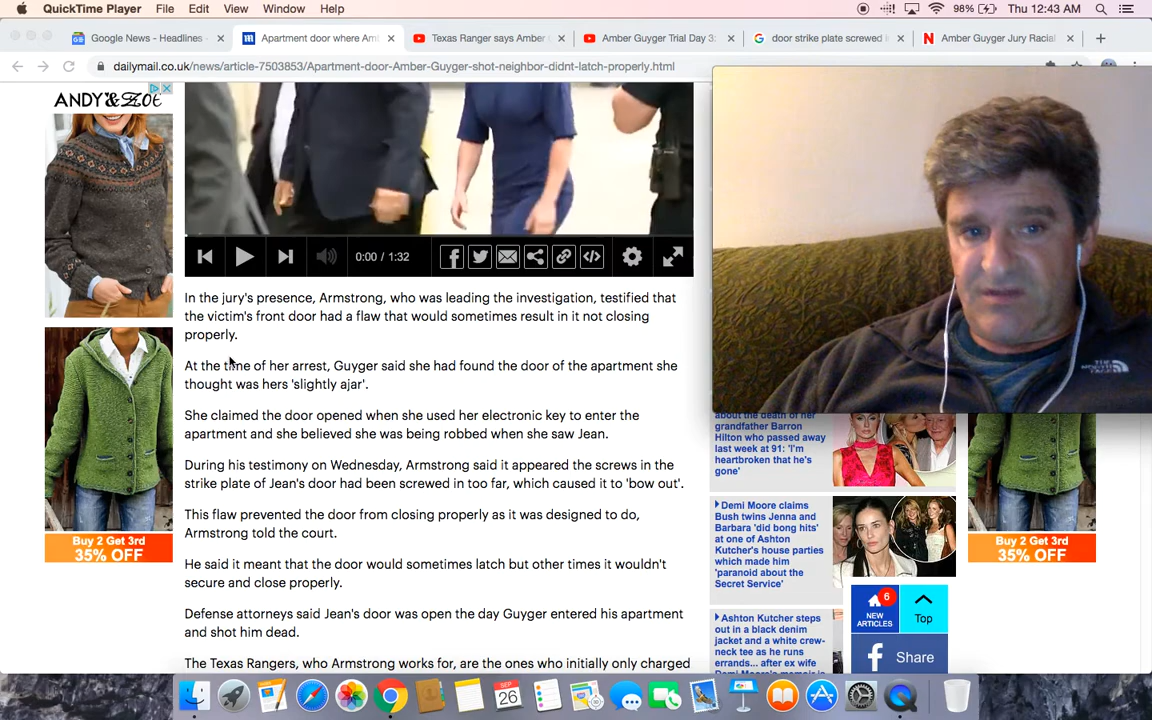 QuickTime Player File Edit View Window Help
98% Thu 12:43 AM
Google News - Headlines -
Apartment door where Am
Texas Ranger says Amber
Amber Guyger Trial Day 3:
door strike plate screwed i
Amber Guyger Jury Racial
dailymail.co.uk/news/article-7503853/Apartment-door-Amber-Guyger-shot-neighbor-didnt-latch-properly.html
ANDY&ZOE
0:00 / 1:32
In the jury's presence, Armstrong, who was leading the investigation, testified that
the victim's front door had a flaw that would sometimes result in it not closing
properly.
At the time of her arrest, Guyger said she had found the door of the apartment she
thought was hers 'slightly ajar'.
She claimed the door opened when she used her electronic key to enter the
apartment and she believed she was being robbed when she saw Jean.
During his testimony on Wednesday, Armstrong said it appeared the screws in the
strike plate of Jean's door had been screwed in too far, which caused it to 'bow out'.
This flaw prevented the door from closing properly as it was designed to do,
Armstrong told the court.
He said it meant that the door would sometimes latch but other times it wouldn't
secure and close properly.
Defense attorneys said Jean's door was open the day Guyger entered his apartment
and shot him dead.
The Texas Rangers, who Armstrong works for, are the ones who initially only charged
Buy 2 Get 3rd
35% OFF
THE
NORTH
FACE
about the death of her
grandfather Barron
Hilton who passed away
last week at 91: 'I'm
heartbroken that he's
gone'
Demi Moore claims
Bush twins Jenna and
Barbara 'did bong hits'
at one of Ashton
Kutcher's house parties
which made him
'paranoid about the
Secret Service'
Ashton Kutcher steps
out in a black denim
jacket and a white crew-
neck tee as he runs
errands... after ex wife
Buy 2 Get 3rd
35% OFF
6
NEW
ARTICLES
Top
f Share
SEP
26